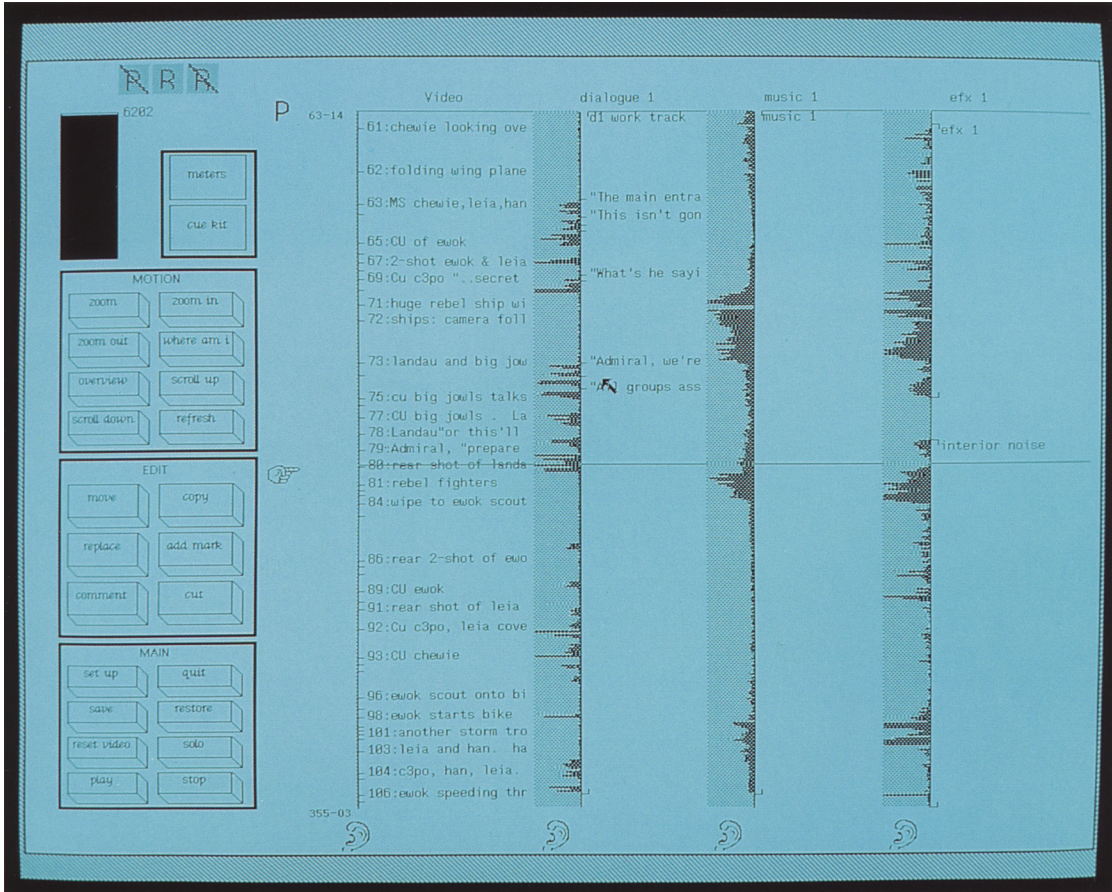 R R R
6202
P 63-14
Video dialogue 1 music 1 efx 1
'd1 work track
'music 1
'efx 1
61:chewie looking ove
62:folding wing plane
63:MS chewie,leia,han
"The main entra
"This isn't gon
65:CU of ewok
67:2-shot ewok & leia
69:Cu c3po "..secret
"What's he sayi
71:huge rebel ship wi
72:ships: camera foll
73:landau and big jow
"Admiral, we're
groups ass
75:cu big jowls talks
77:CU big jowls . La
78:Landau"or this'll
79:Admiral, "prepare
'interior noise
80:rear shot of landa
81:rebel fighters
84:wipe to ewok scout
86:rear 2-shot of ewo
89:CU ewok
91:rear shot of leia
92:Cu c3po, leia cove
93:CU chewie
96:ewok scout onto bi
98:ewok starts bike
101:another storm tro
103:leia and han. ha
104:c3po, han, leia.
106:ewok speeding thr
355-03
meters
cue kit
MOTION
zoom zoom in
zoom out where am i
overview scroll up
scroll down refresh
EDIT
move copy
replace add mark
comment cut
MAIN
set up quit
save restore
reset video solo
play stop